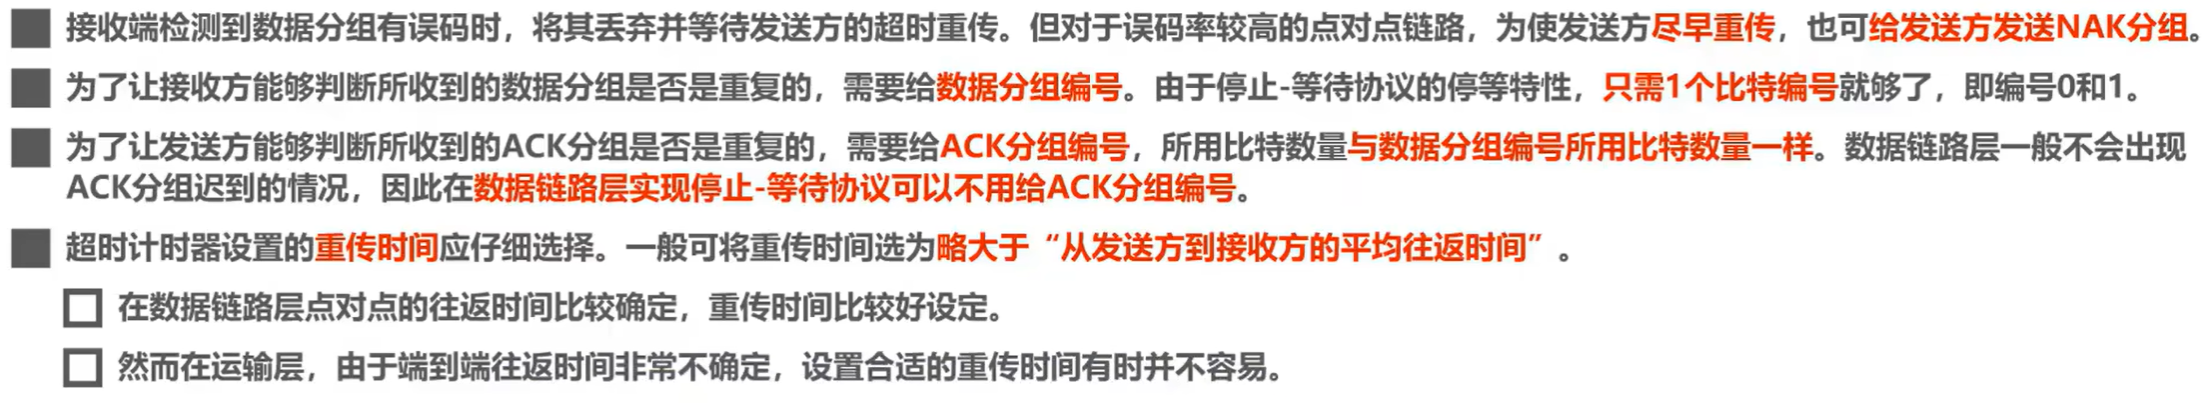 接收端检测到数据分组有误码时，将其丢弃并等待发送方的超时重传。但对于误码率较高的点对点链路，为使发送方尽早重传，也可给发送方发送NAK分组。
为了让接收方能够判断所收到的数据分组是否是重复的，需要给数据分组编号。由于停止-等待协议的停等特性，只需1个比特编号就够了，即编号0和1。
为了让发送方能够判断所收到的ACK分组是否是重复的，需要给ACK分组编号，所用比特数量与数据分组编号所用比特数量一样。数据链路层一般不会出现
ACK分组迟到的情况，因此在数据链路层实现停止-等待协议可以不用给ACK分组编号。
超时计时器设置的重传时间应仔细选择。一般可将重传时间选为略大于“从发送方到接收方的平均往返时间”。
在数据链路层点对点的往返时间比较确定，重传时间比较好设定。
然而在运输层，由于端到端往返时间非常不确定，设置合适的重传时间有时并不容易。